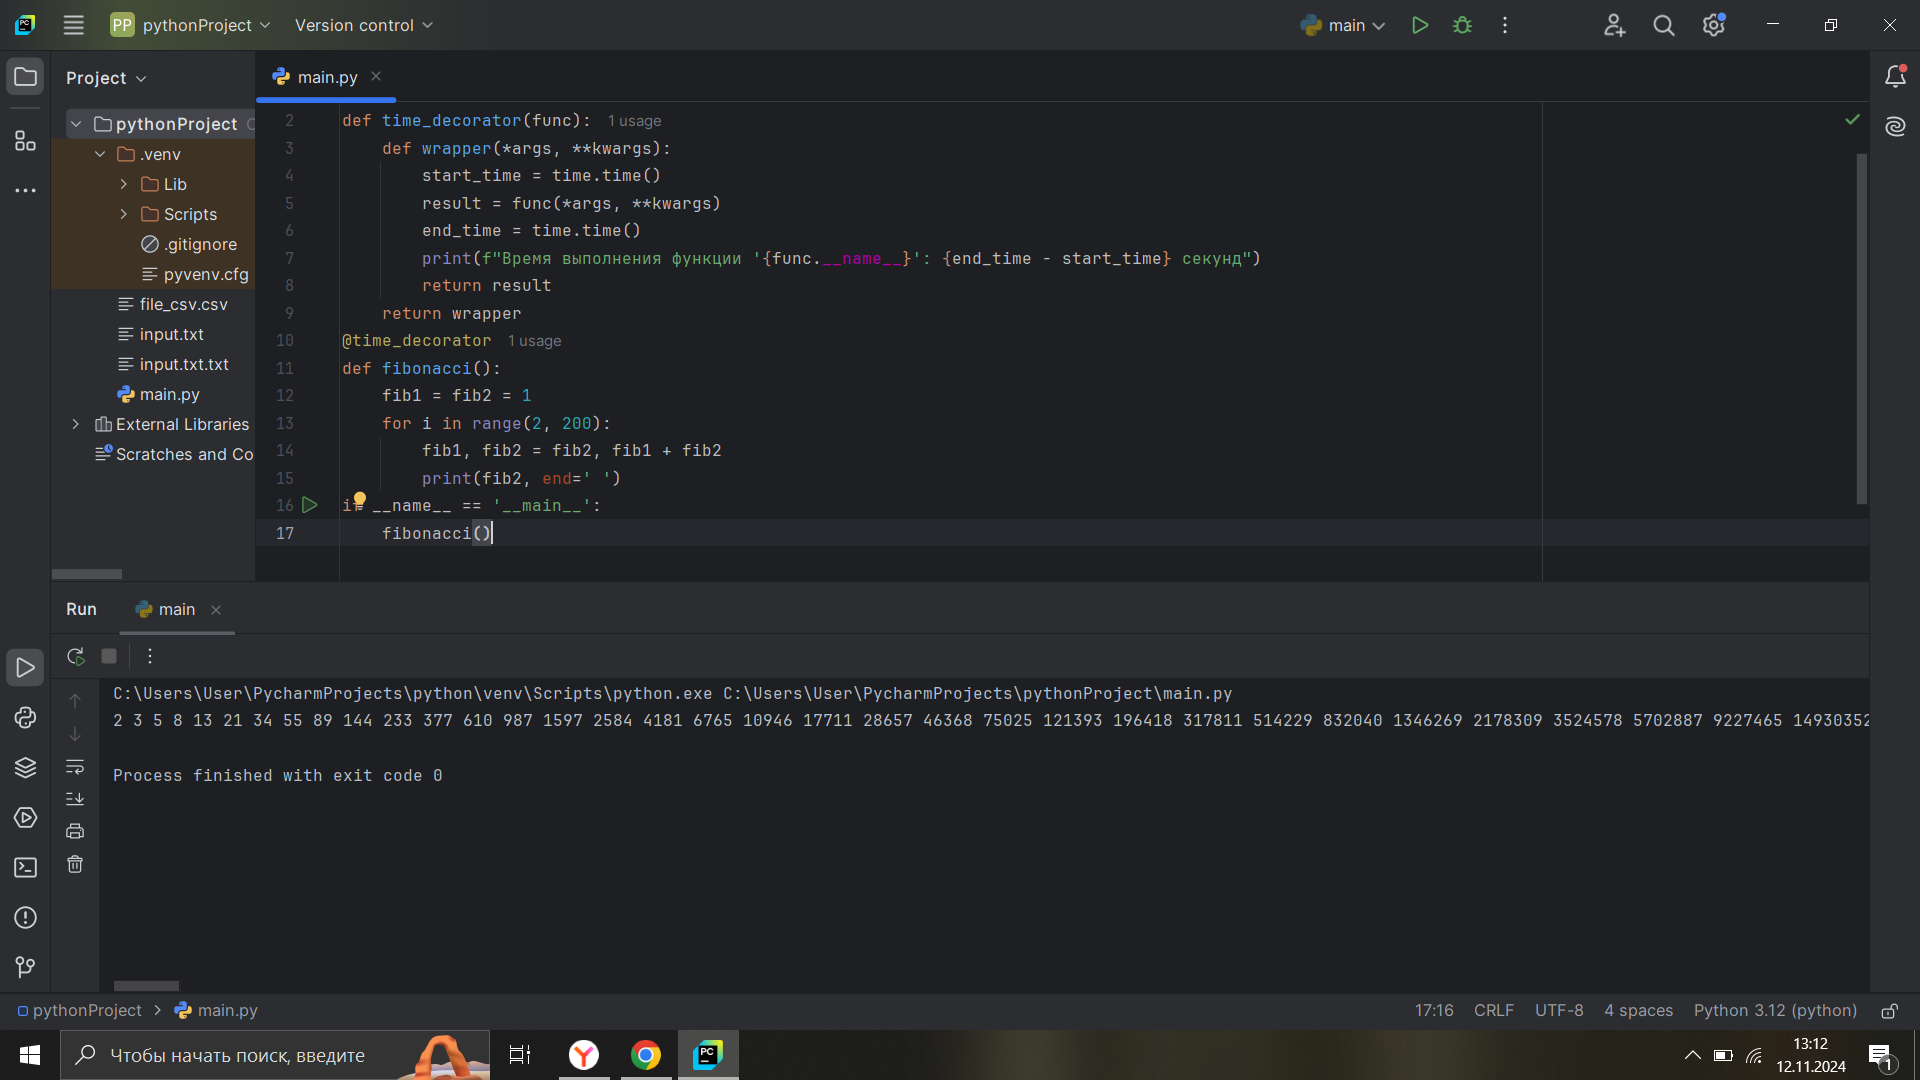 PP pythonProject Version control main
Project
main.py
pythonProject
.venv
Lib
Scripts
.gitignore
pyvenv.cfg
file_csv.csv
input.txt
input.txt.txt
main.py
External Libraries
Scratches and Co
2 def time_decorator(func): 1 usage
3 def wrapper(*args, **kwargs):
4 start_time = time.time()
5 result = func(*args, **kwargs)
6 end_time = time.time()
7 print(f"Время выполнения функции '{func.__name__}': {end_time - start_time} секунд")
8 return result
9 return wrapper
10 @time_decorator 1 usage
11 def fibonacci():
12 fib1 = fib2 = 1
13 for i in range(2, 200):
14 fib1, fib2 = fib2, fib1 + fib2
15 print(fib2, end=' ')
16 if __name__ == '__main__':
17 fibonacci()
Run main
C:\Users\User\PycharmProjects\python\venv\Scripts\python.exe C:\Users\User\PycharmProjects\pythonProject\main.py
2 3 5 8 13 21 34 55 89 144 233 377 610 987 1597 2584 4181 6765 10946 17711 28657 46368 75025 121393 196418 317811 514229 832040 1346269 2178309 3524578 5702887 9227465 14930352
Process finished with exit code 0
pythonProject > main.py 17:16 CRLF UTF-8 4 spaces Python 3.12 (python)
Чтобы начать поиск, введите
PC
13:12
12.11.2024
1